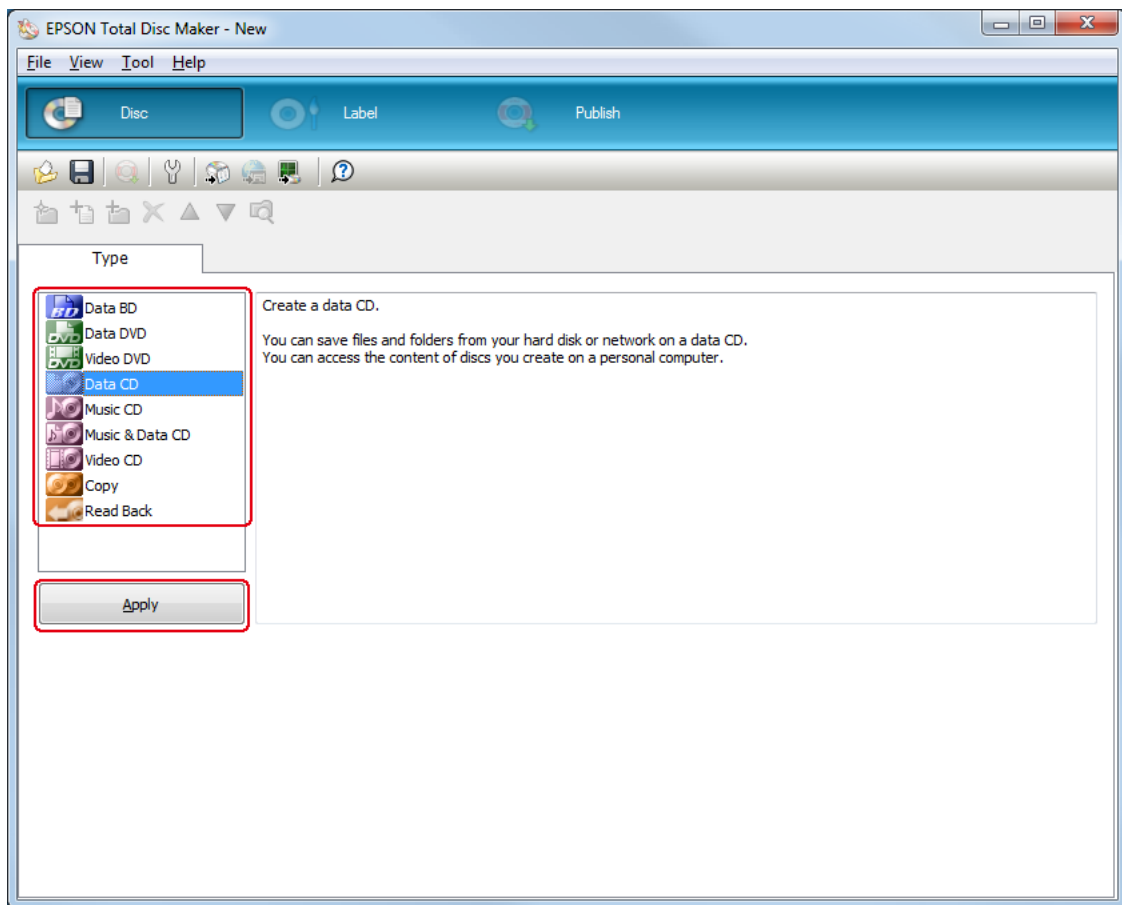 EPSON Total Disc Maker - New
File View Tool Help
Disc Label Publish
Type
Data BD
Data DVD
Video DVD
Data CD
Music CD
Music & Data CD
Video CD
Copy
Read Back
Apply
Create a data CD.
You can save files and folders from your hard disk or network on a data CD.
You can access the content of discs you create on a personal computer.